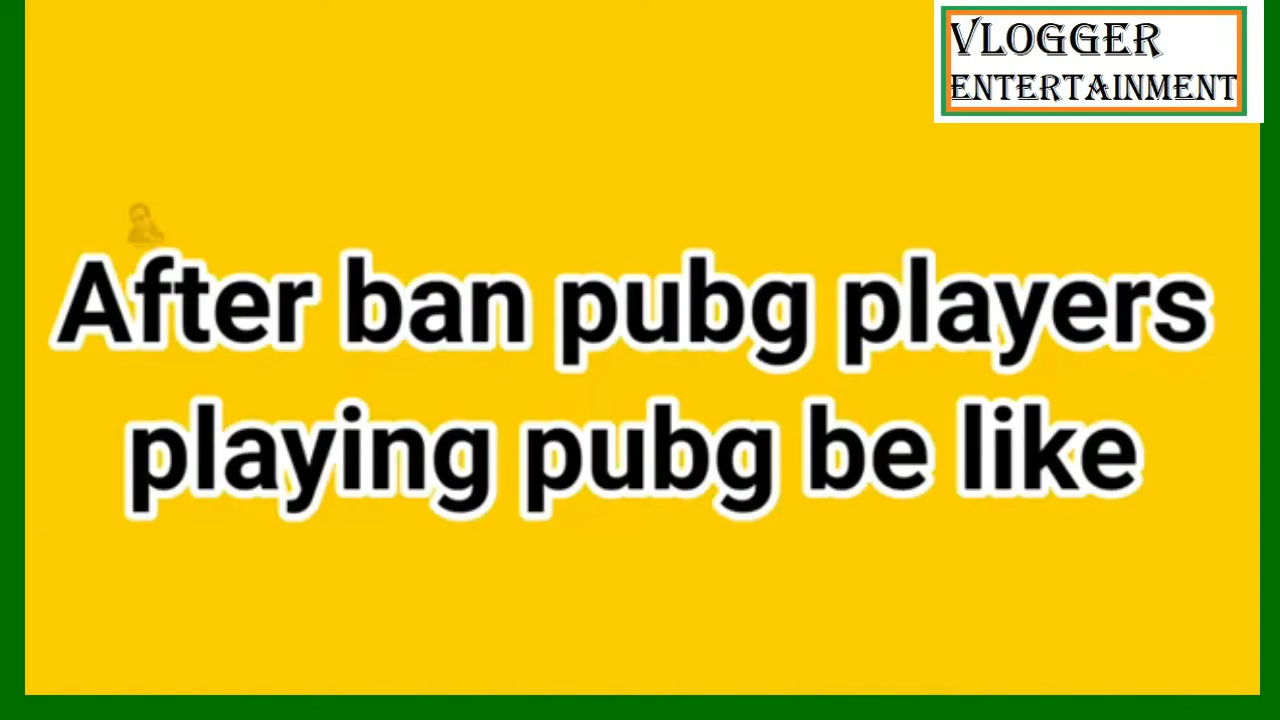 VLOGGER
ENTERTAINMENT
After ban pubg players
playing pubg be like